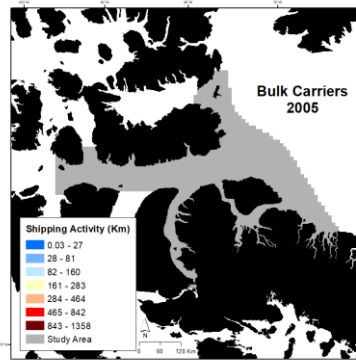 Bulk Carriers
2005
Shipping Activity (Km)
0.03 - 27
28 - 81
82 - 160
161 - 283
284 - 464
465 - 842
843 - 1358
Study Area
N
0
60
120 Km